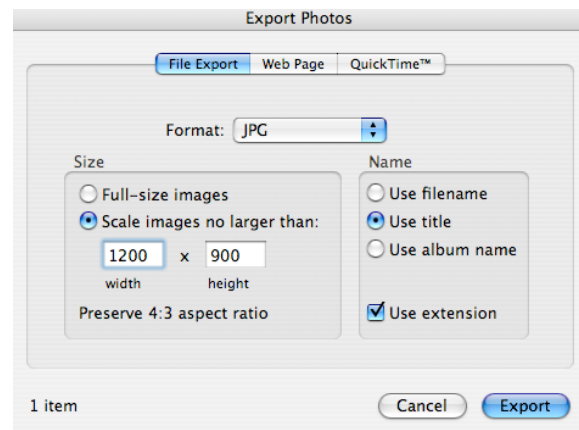 Export Photos
File Export Web Page QuickTime™
Format: JPG
Size
Full-size images
Scale images no larger than:
1200 x 900
width height
Preserve 4:3 aspect ratio
Name
Use filename
Use title
Use album name
Use extension
1 item
Cancel Export